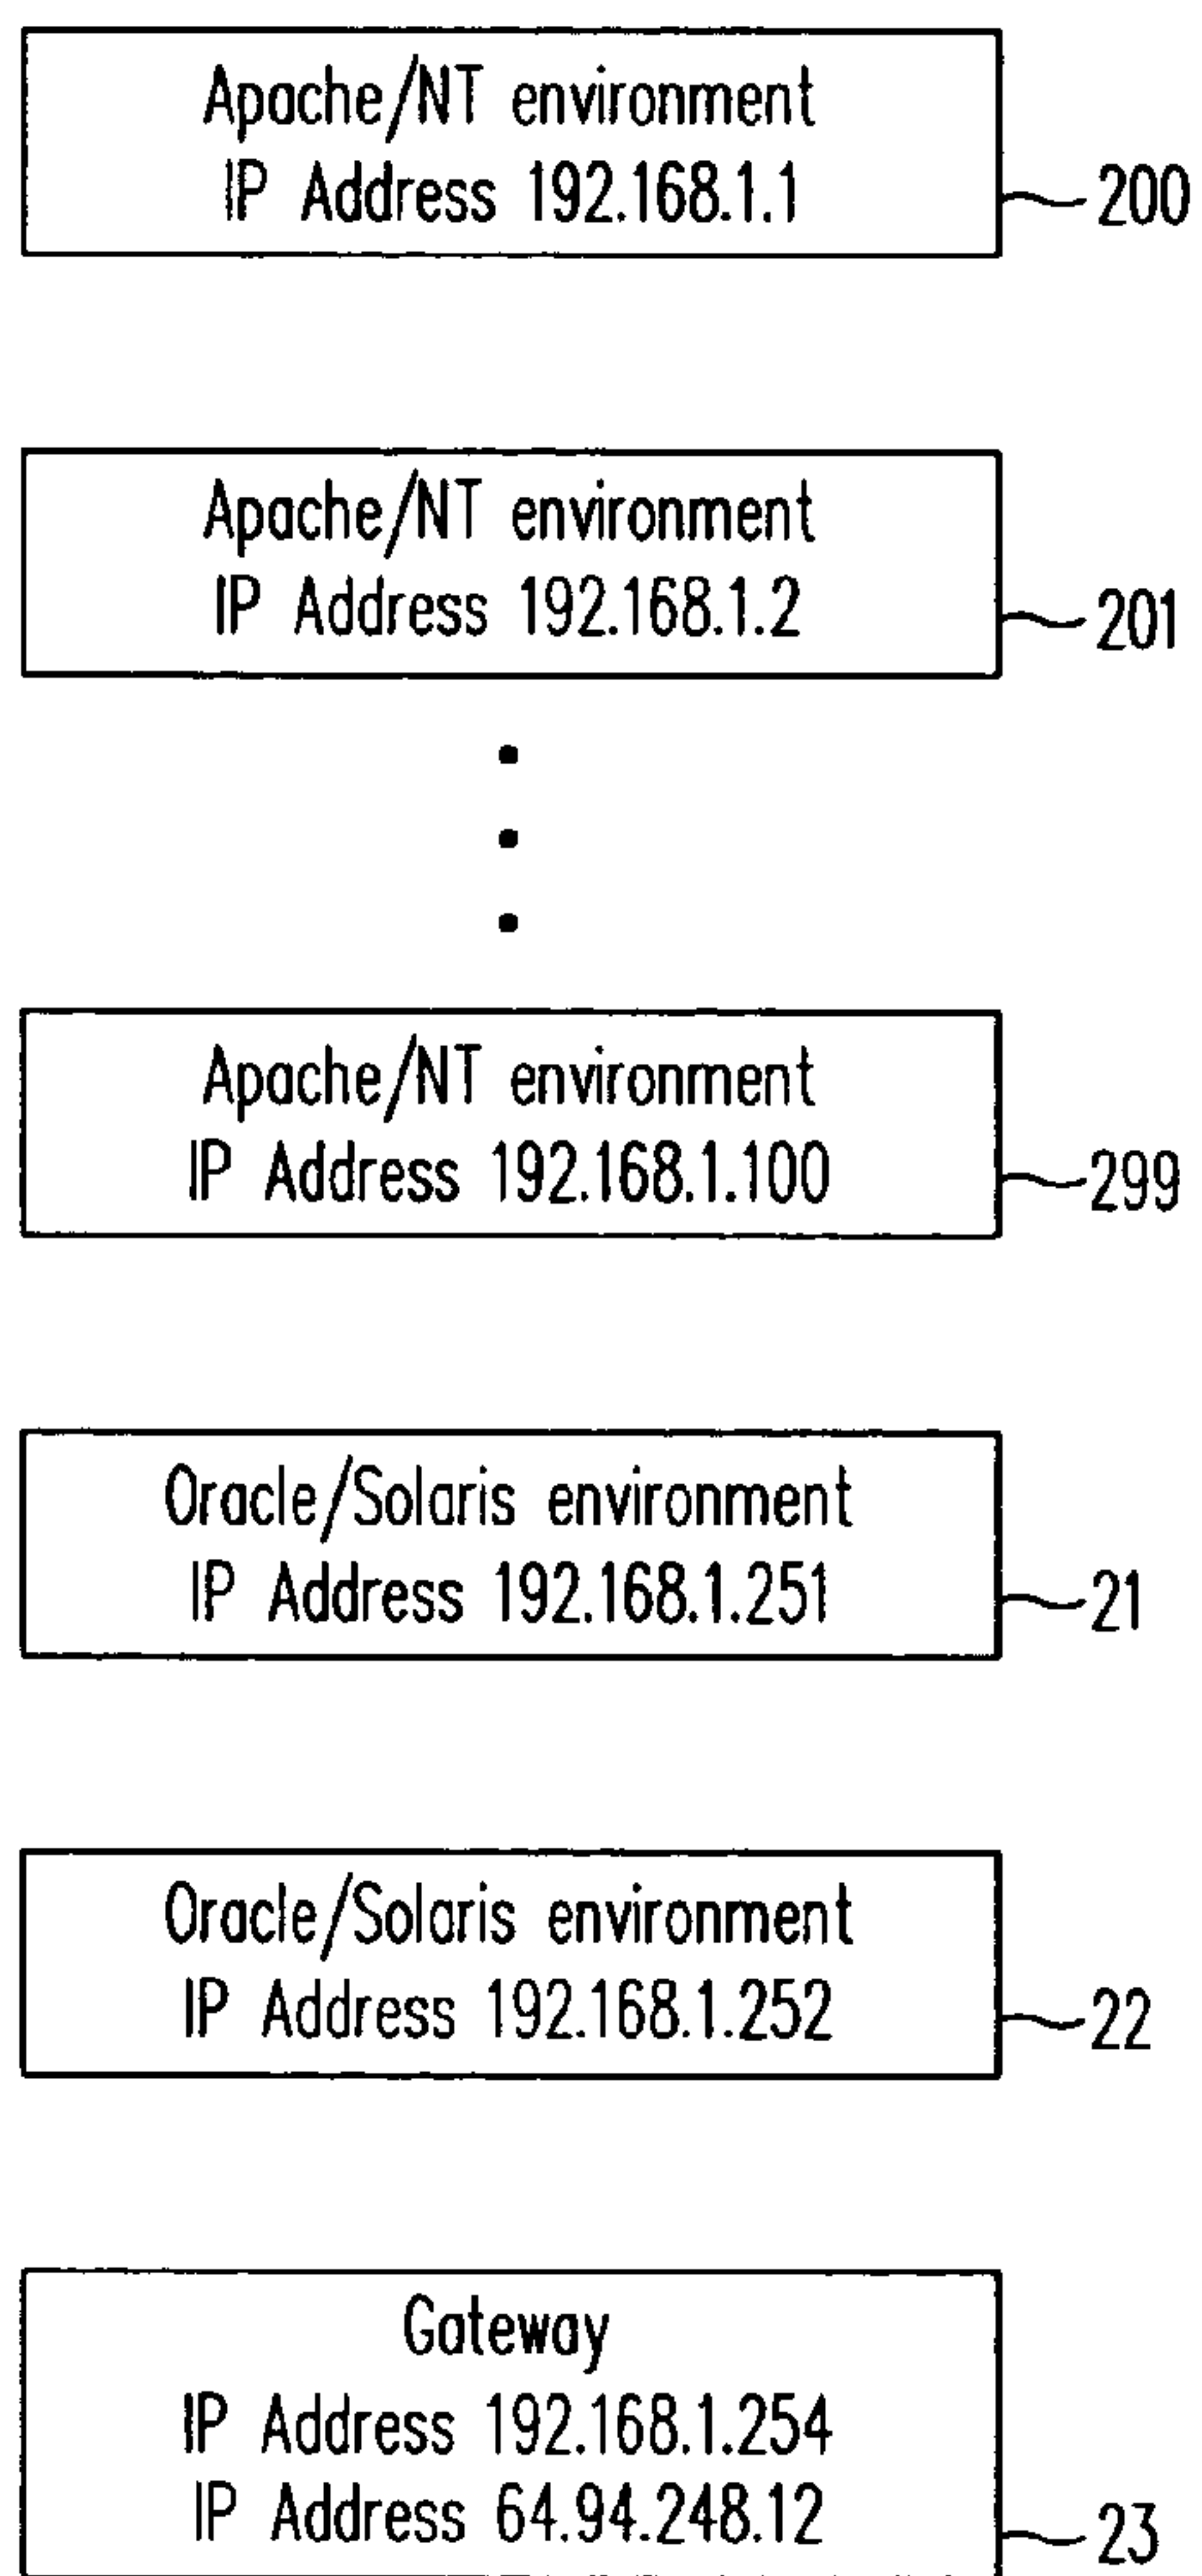 Apache/NT environment
IP Address 192.168.1.1
200
Apache/NT environment
IP Address 192.168.1.2
201
Apache/NT environment
IP Address 192.168.1.100
299
Oracle/Solaris environment
IP Address 192.168.1.251
21
Oracle/Solaris environment
IP Address 192.168.1.252
22
Gateway
IP Address 192.168.1.254
IP Address 64.94.248.12
23